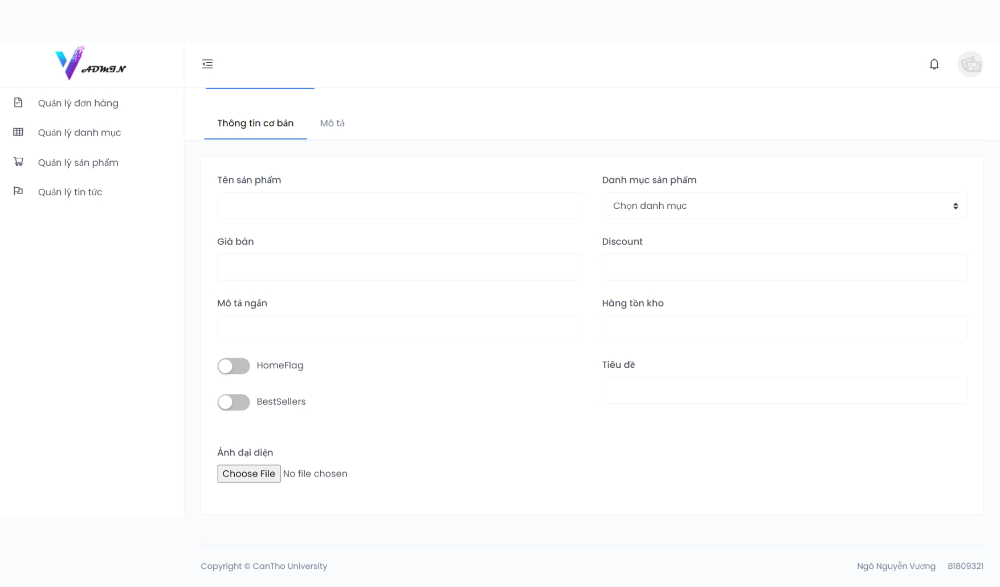 ADMIN
Quản lý đơn hàng
Quản lý danh mục
Quản lý sản phẩm
Quản lý tin tức
Thông tin cơ bản Mô tả
Tên sản phẩm
Danh mục sản phẩm
Chọn danh mục
Giá bán
Discount
Mô tả ngắn
Hàng tồn kho
HomeFlag
Tiêu đề
BestSellers
Ảnh đại diện
Choose File No file chosen
Copyright © CanTho University
Ngô Nguyễn Vương B1809321